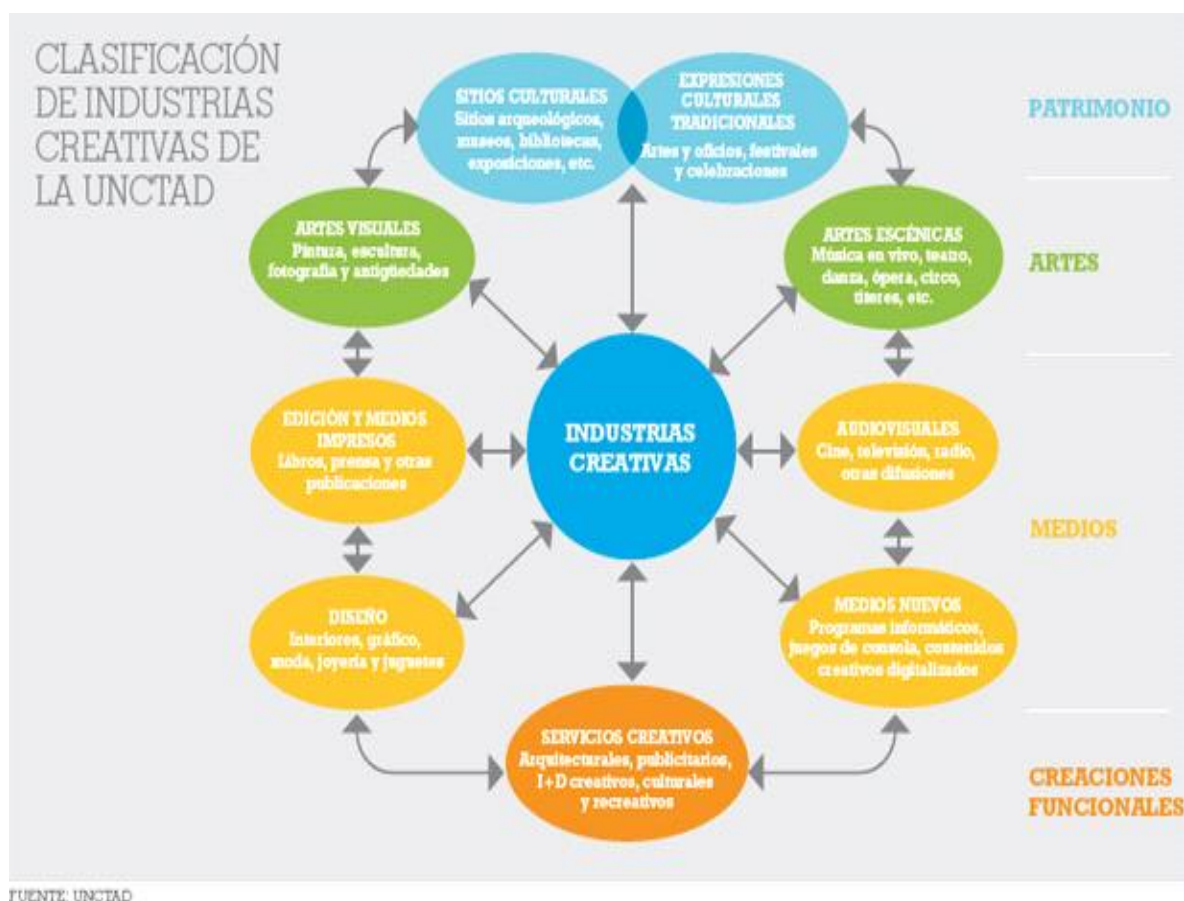 CLASIFICACIÓN
DE INDUSTRIAS
CREATIVAS DE
LA UNCTAD
SITIOS CULTURALES
Sitios arqueológicos,
museos, bibliotecas,
exposiciones, etc.
EXPRESIONES
CULTURALES
TRADICIONALES
Artes y oficios, festivales
y celebraciones
PATRIMONIO
ARTES VISUALES
Pintura, escultura,
fotografía y antigüedades
ARTES ESCÉNICAS
Música en vivo, teatro,
danza, ópera, circo,
títeres, etc.
ARTES
EDICIÓN Y MEDIOS
IMPRESOS
Libros, prensa y otras
publicaciones
INDUSTRIAS
CREATIVAS
AUDIOVISUALES
Cine, televisión, radio,
otras difusiones
MEDIOS
DISEÑO
Interiores, gráfico,
moda, joyería y juguetes
MEDIOS NUEVOS
Programas informáticos,
juegos de consola, contenidos
creativos digitalizados
SERVICIOS CREATIVOS
Arquitecturales, publicitarios,
I+D creativos, culturales
y recreativos
CREACIONES
FUNCIONALES
FUENTE: UNCTAD